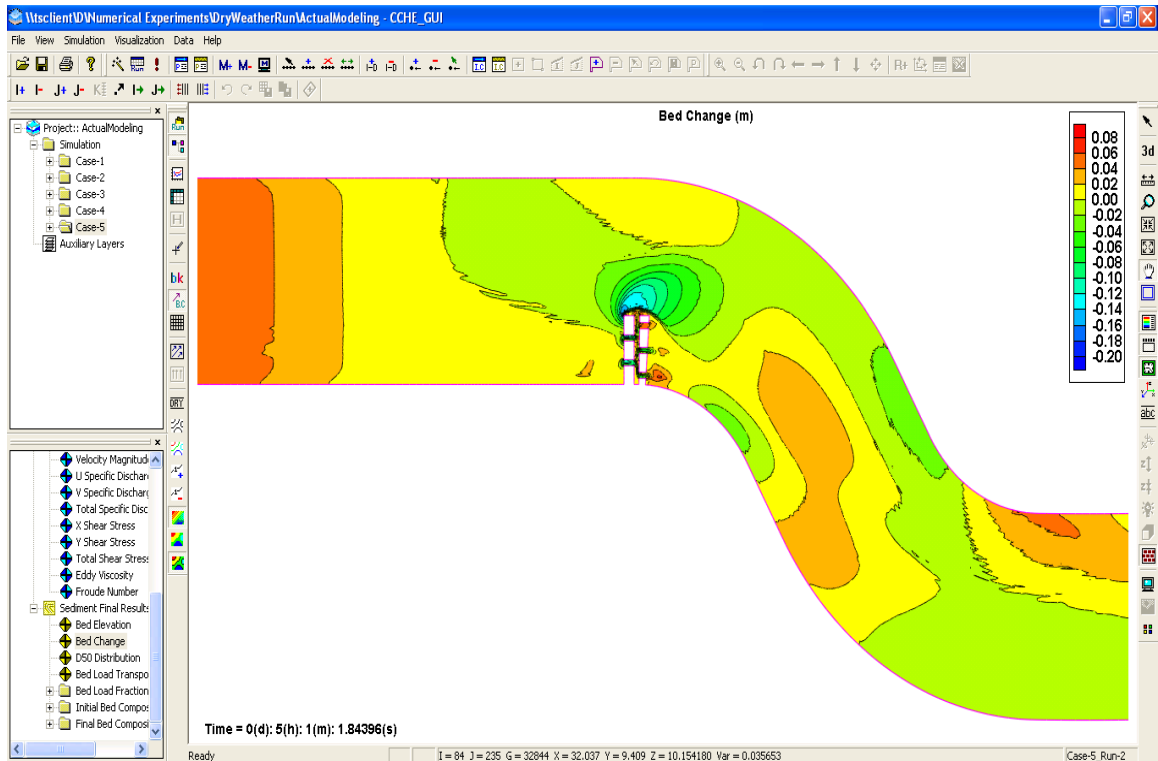 \\tsclient\D\Numerical Experiments\DryWeatherRun\ActualModeling - CCHE_GUI
File View Simulation Visualization Data Help
Run
M+ M-
I.C
R+
I+ I- J+ J- I→ J→
Project:: ActualModeling
Simulation
Case-1
Case-2
Case-3
Case-4
Case-5
Auxiliary Layers
Run
H
bk
B.C
DRY
Velocity Magnitud
U Specific Dischar
V Specific Discharg
Total Specific Disc
X Shear Stress
Y Shear Stress
Total Shear Stress
Eddy Viscosity
Froude Number
Sediment Final Results
Bed Elevation
Bed Change
D50 Distribution
Bed Load Transpo
Bed Load Fraction
Initial Bed Compos
Final Bed Composi
Bed Change (m)
0.08
0.06
0.04
0.02
0.00
-0.02
-0.04
-0.06
-0.08
-0.10
-0.12
-0.14
-0.16
-0.18
-0.20
Time = 0(d): 5(h): 1(m): 1.84396(s)
3d
abc
Ready
I = 84 J = 235 G = 32844 X = 32.037 Y = 9.409 Z = 10.154180 Var = 0.035653
Case-5 Run-2